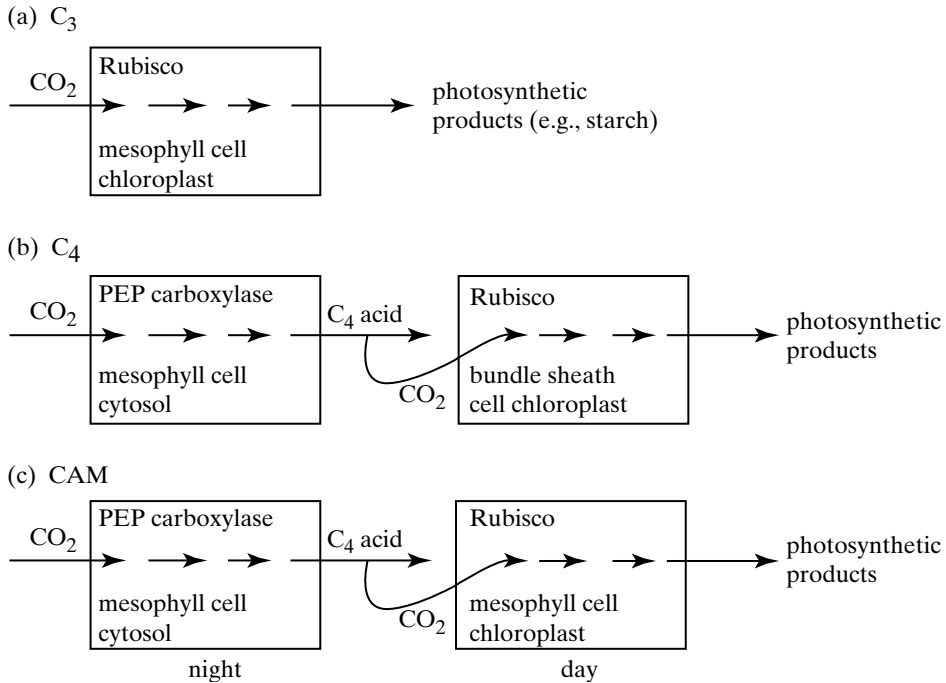 (a) C3
CO2
Rubisco
mesophyll cell
chloroplast
photosynthetic
products (e.g., starch)
(b) C4
CO2
PEP carboxylase
mesophyll cell
cytosol
C4 acid
CO2
Rubisco
bundle sheath
cell chloroplast
photosynthetic
products
(c) CAM
CO2
PEP carboxylase
mesophyll cell
cytosol
night
C4 acid
CO2
Rubisco
mesophyll cell
chloroplast
day
photosynthetic
products